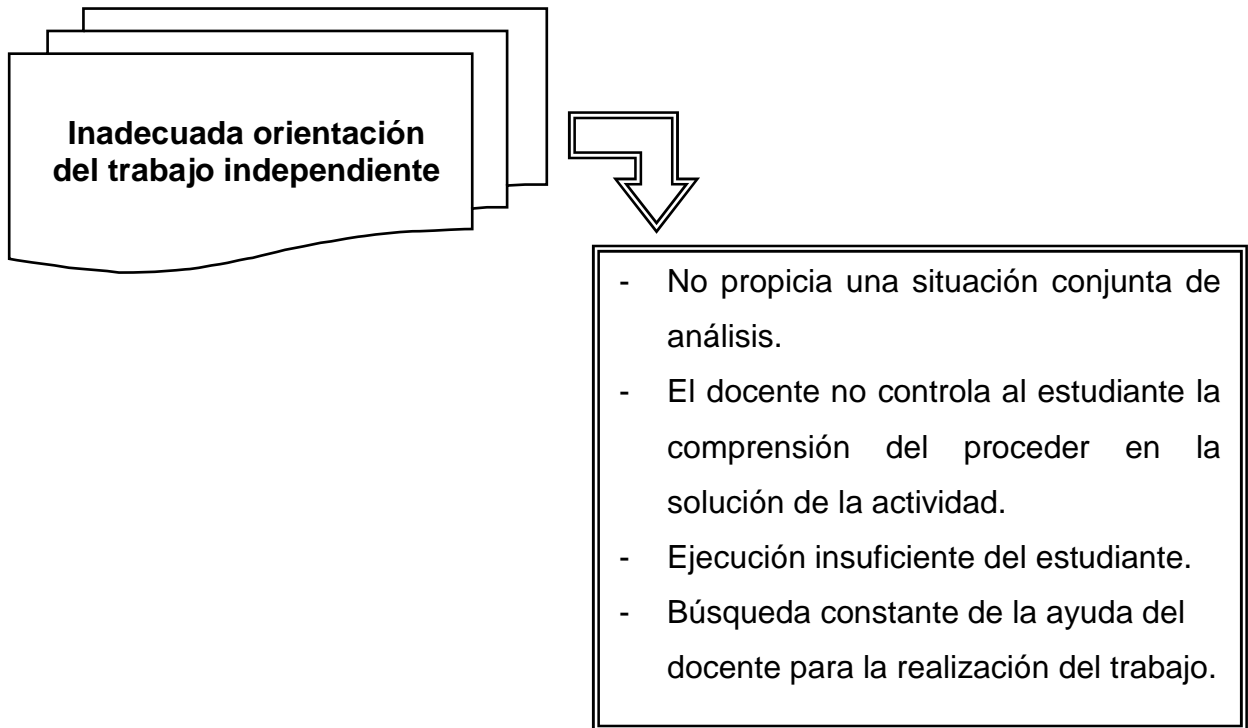 Inadecuada orientación
del trabajo independiente
- No propicia una situación conjunta de
análisis.
- El docente no controla al estudiante la
comprensión del proceder en la
solución de la actividad.
- Ejecución insuficiente del estudiante.
- Búsqueda constante de la ayuda del
docente para la realización del trabajo.